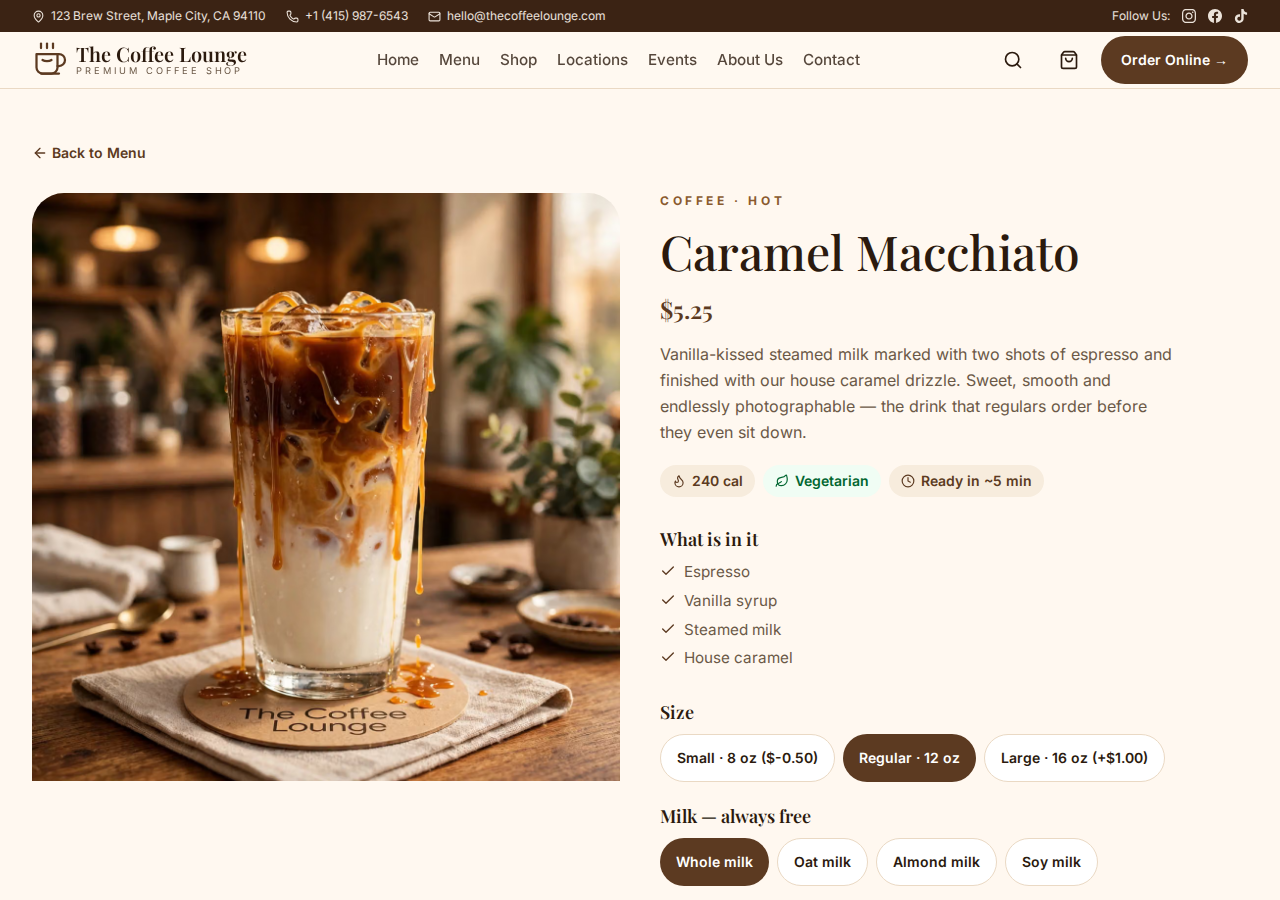 123 Brew Street, Maple City, CA 94110
+1 (415) 987-6543
hello@thecoffeelounge.com
Follow Us:
The Coffee Lounge
PREMIUM COFFEE SHOP
Home
Menu
Shop
Locations
Events
About Us
Contact
Order Online →
← Back to Menu
The Coffee
Lounge
COFFEE · HOT
Caramel Macchiato
$5.25
Vanilla-kissed steamed milk marked with two shots of espresso and
finished with our house caramel drizzle. Sweet, smooth and
endlessly photographable — the drink that regulars order before
they even sit down.
240 cal
Vegetarian
Ready in ~5 min
What is in it
Espresso
Vanilla syrup
Steamed milk
House caramel
Size
Small · 8 oz ($-0.50)
Regular · 12 oz
Large · 16 oz (+$1.00)
Milk — always free
Whole milk
Oat milk
Almond milk
Soy milk